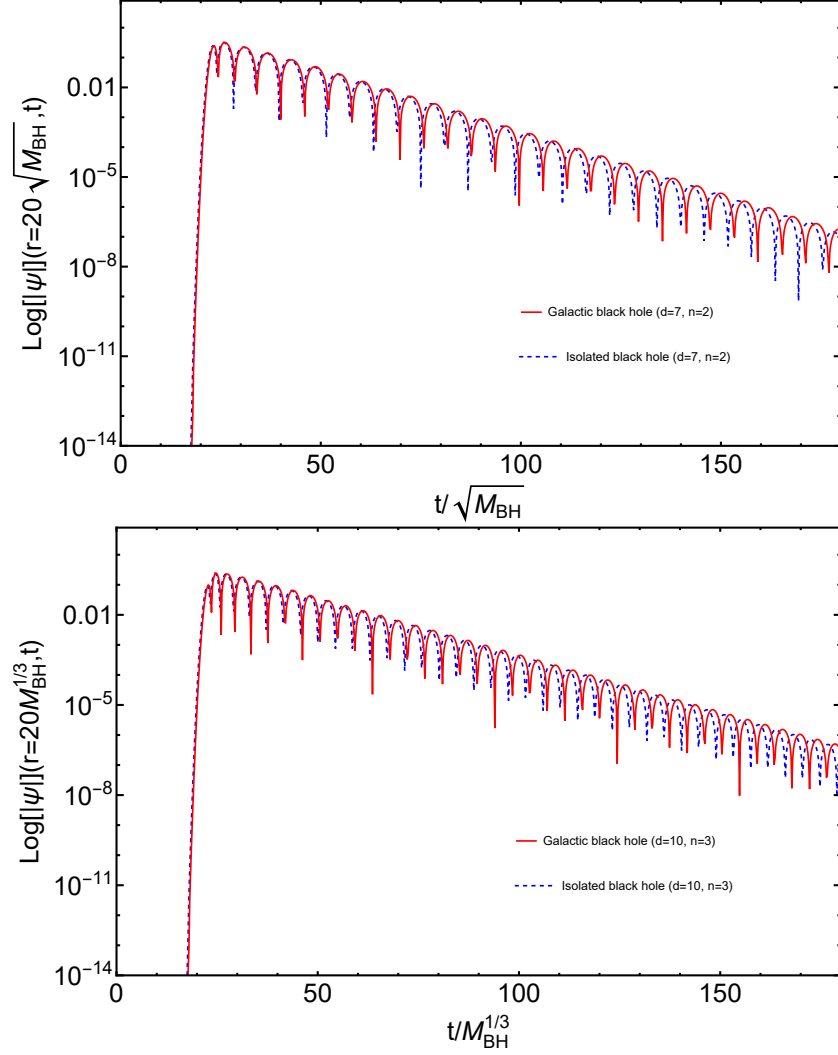 0.01
10^-5
10^-8
10^-11
10^-14
Log[|ψ|](r=20√M_BH,t)
Galactic black hole (d=7, n=2)
Isolated black hole (d=7, n=2)
0 50 100 150
t/√M_BH
0.01
10^-5
10^-8
10^-11
10^-14
Log[|ψ|](r=20M_BH^1/3,t)
Galactic black hole (d=10, n=3)
Isolated black hole (d=10, n=3)
0 50 100 150
t/M_BH^1/3